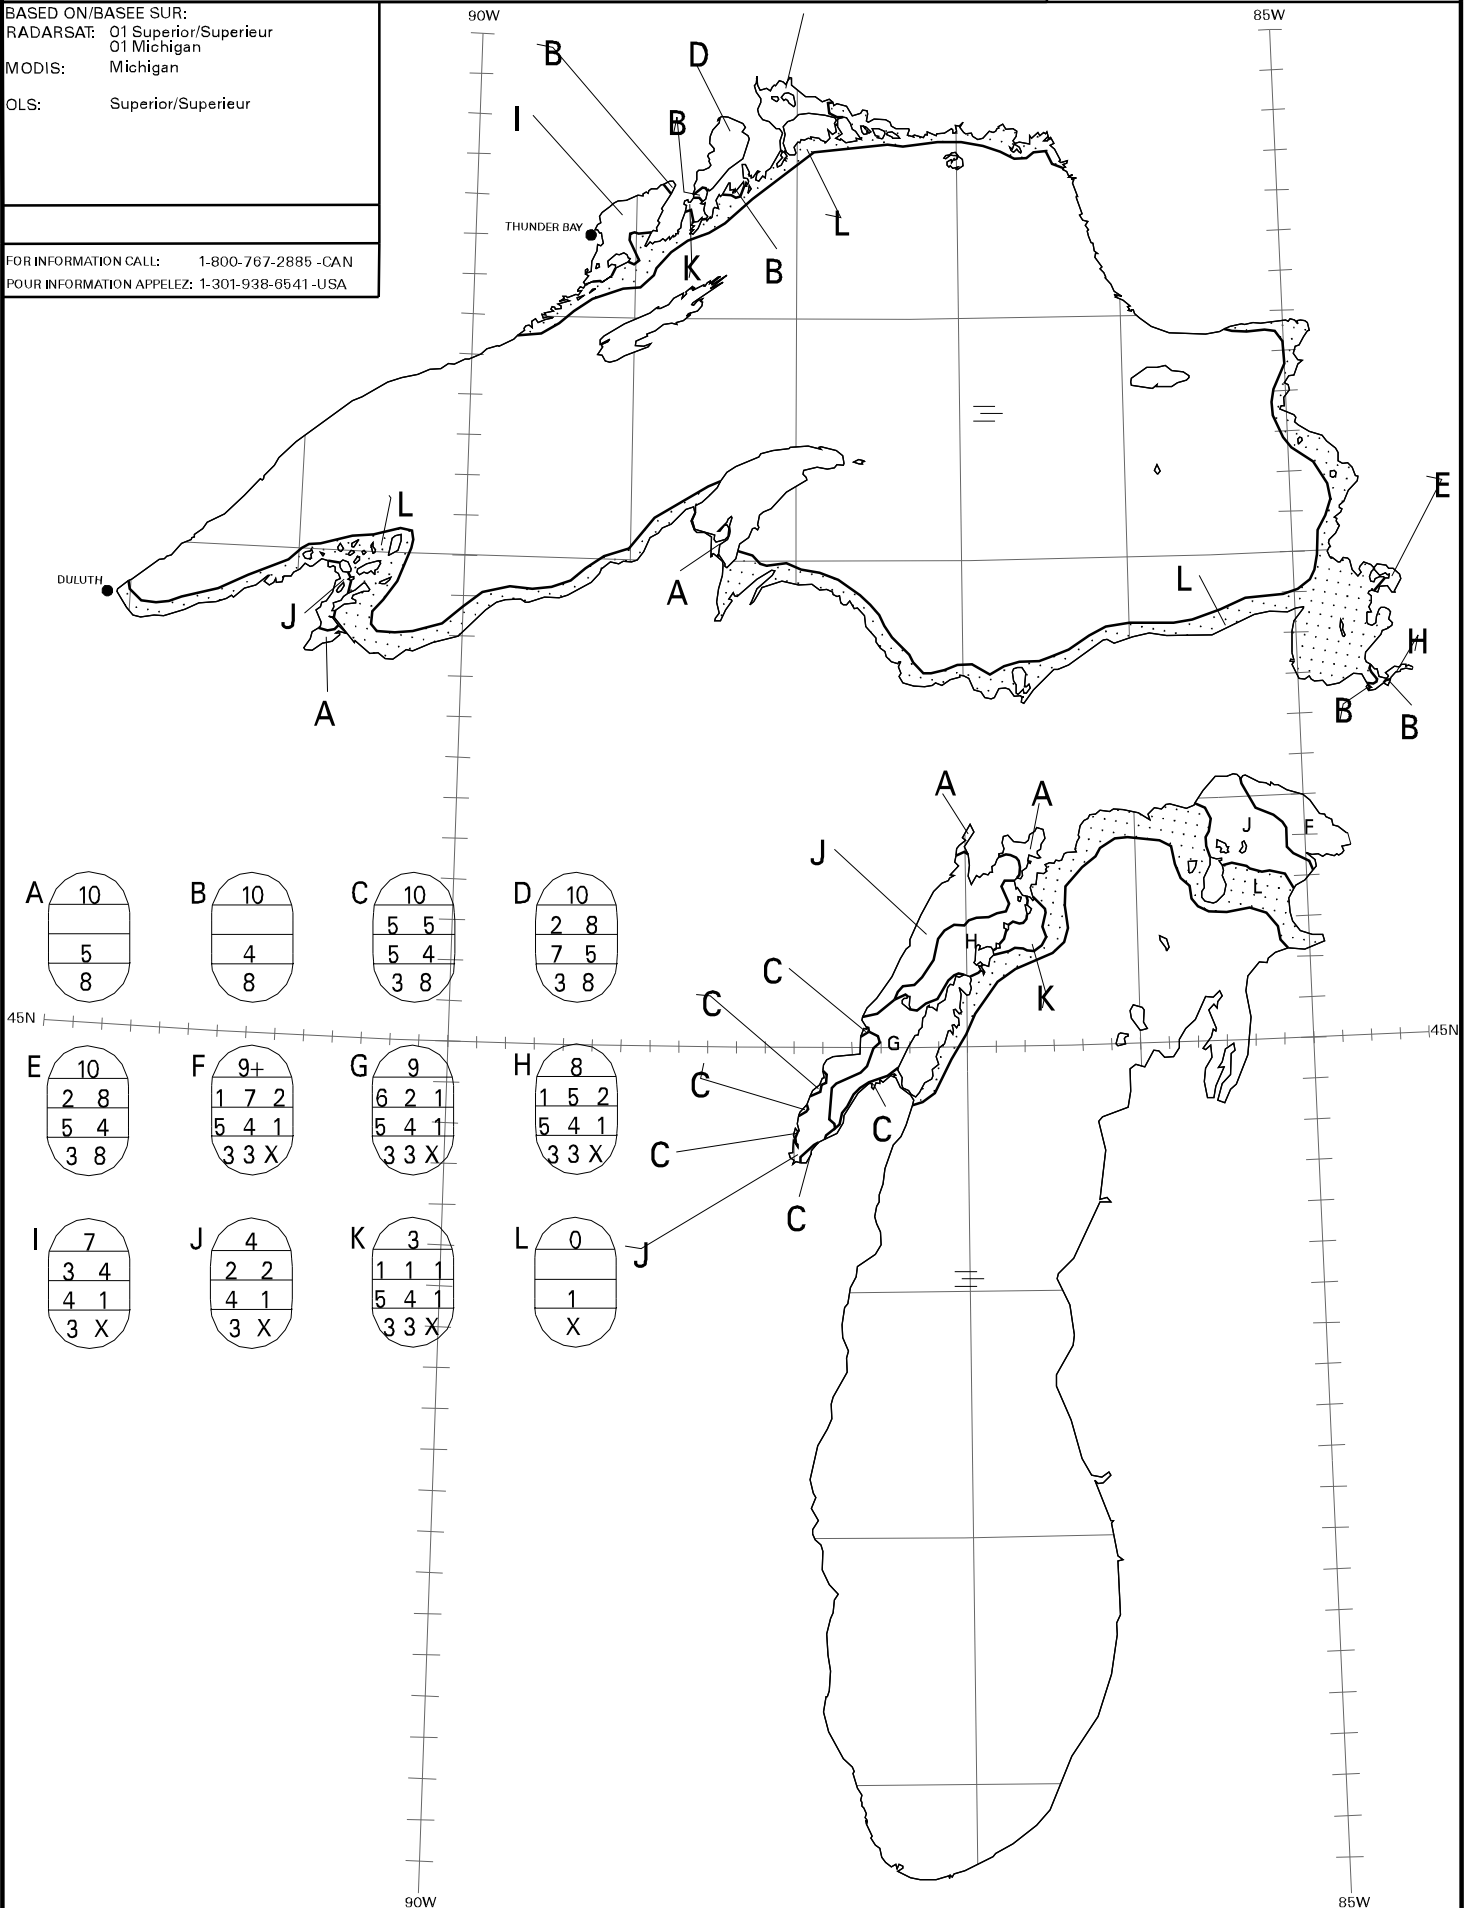 90W
85W
BASED ON/BASEE SUR:
RADARSAT: 01 Superior/Superieur
01 Michigan
MODIS: Michigan
OLS: Superior/Superieur
FOR INFORMATION CALL: 1-800-767-2885 -CAN
POUR INFORMATION APPELEZ: 1-301-938-6541 -USA
B
D
I
B
THUNDER BAY
L
K
B
E
L
DULUTH
A
L
J
H
A
B
B
A
A
J
F
J
L
H
K
C
C
G
C
C
C
C
J
A
10
5
8
B
10
4
8
C
10
5 5
5 4
3 8
D
10
2 8
7 5
3 8
45N
45N
E
10
2 8
5 4
3 8
F
9+
1 7 2
5 4 1
3 3 X
G
9
6 2 1
5 4 1
3 3 X
H
8
1 5 2
5 4 1
3 3 X
I
7
3 4
4 1
3 X
J
4
2 2
4 1
3 X
K
3
1 1 1
5 4 1
3 3 X
L
0
1
X
90W
85W